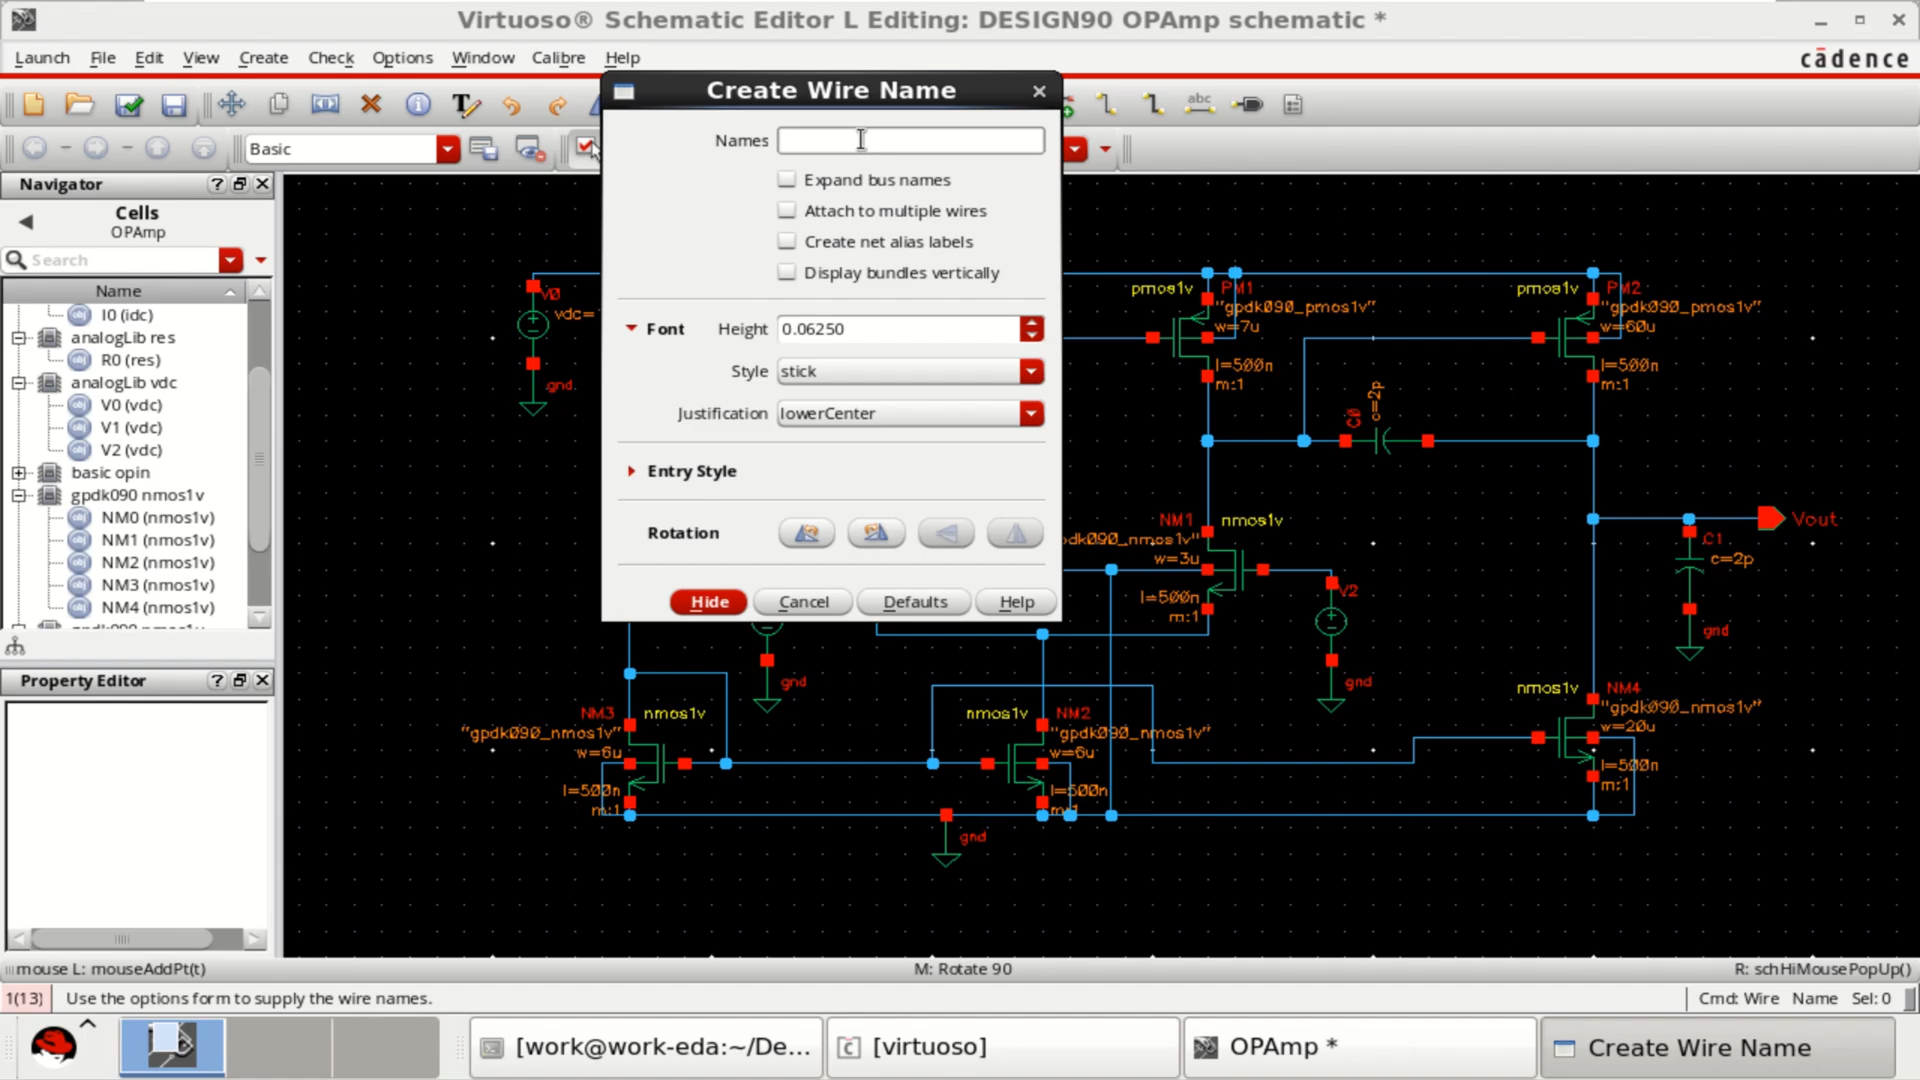 Virtuoso® Schematic Editor L Editing: DESIGN90 OPAmp schematic *
Launch File Edit View Create Check Options Window Calibre Help
cādence
abc
Basic
Navigator
Cells
OPAmp
Search
Name
I0 (idc)
analogLib res
R0 (res)
analogLib vdc
V0 (vdc)
V1 (vdc)
V2 (vdc)
basic opin
gpdk090 nmos1v
NM0 (nmos1v)
NM1 (nmos1v)
NM2 (nmos1v)
NM3 (nmos1v)
NM4 (nmos1v)
Property Editor
Create Wire Name
Names
Expand bus names
Attach to multiple wires
Create net alias labels
Display bundles vertically
Font
Height 0.06250
Style stick
Justification lowerCenter
Entry Style
Rotation
Hide Cancel Defaults Help
V0
vdc=
gnd
pmos1v PM1
"gpdk090_pmos1v"
w=7u
l=500n
m:1
pmos1v PM2
"gpdk090_pmos1v"
w=60u
l=500n
m:1
C0
c=2p
NM1 nmos1v
pdk090_nmos1v"
w=3u
l=500n
m:1
V2
gnd
Vout
C1
c=2p
gnd
gnd
NM3 nmos1v
"gpdk090_nmos1v"
w=6u
l=500n
m:1
nmos1v NM2
"gpdk090_nmos1v"
w=6u
l=500n
m:1
nmos1v NM4
"gpdk090_nmos1v"
w=20u
l=500n
m:1
gnd
mouse L: mouseAddPt(t)
M: Rotate 90
R: schHiMousePopUp()
1(13)
Use the options form to supply the wire names.
Cmd: Wire Name Sel: 0
[work@work-eda:~/De...
[virtuoso]
OPAmp *
Create Wire Name